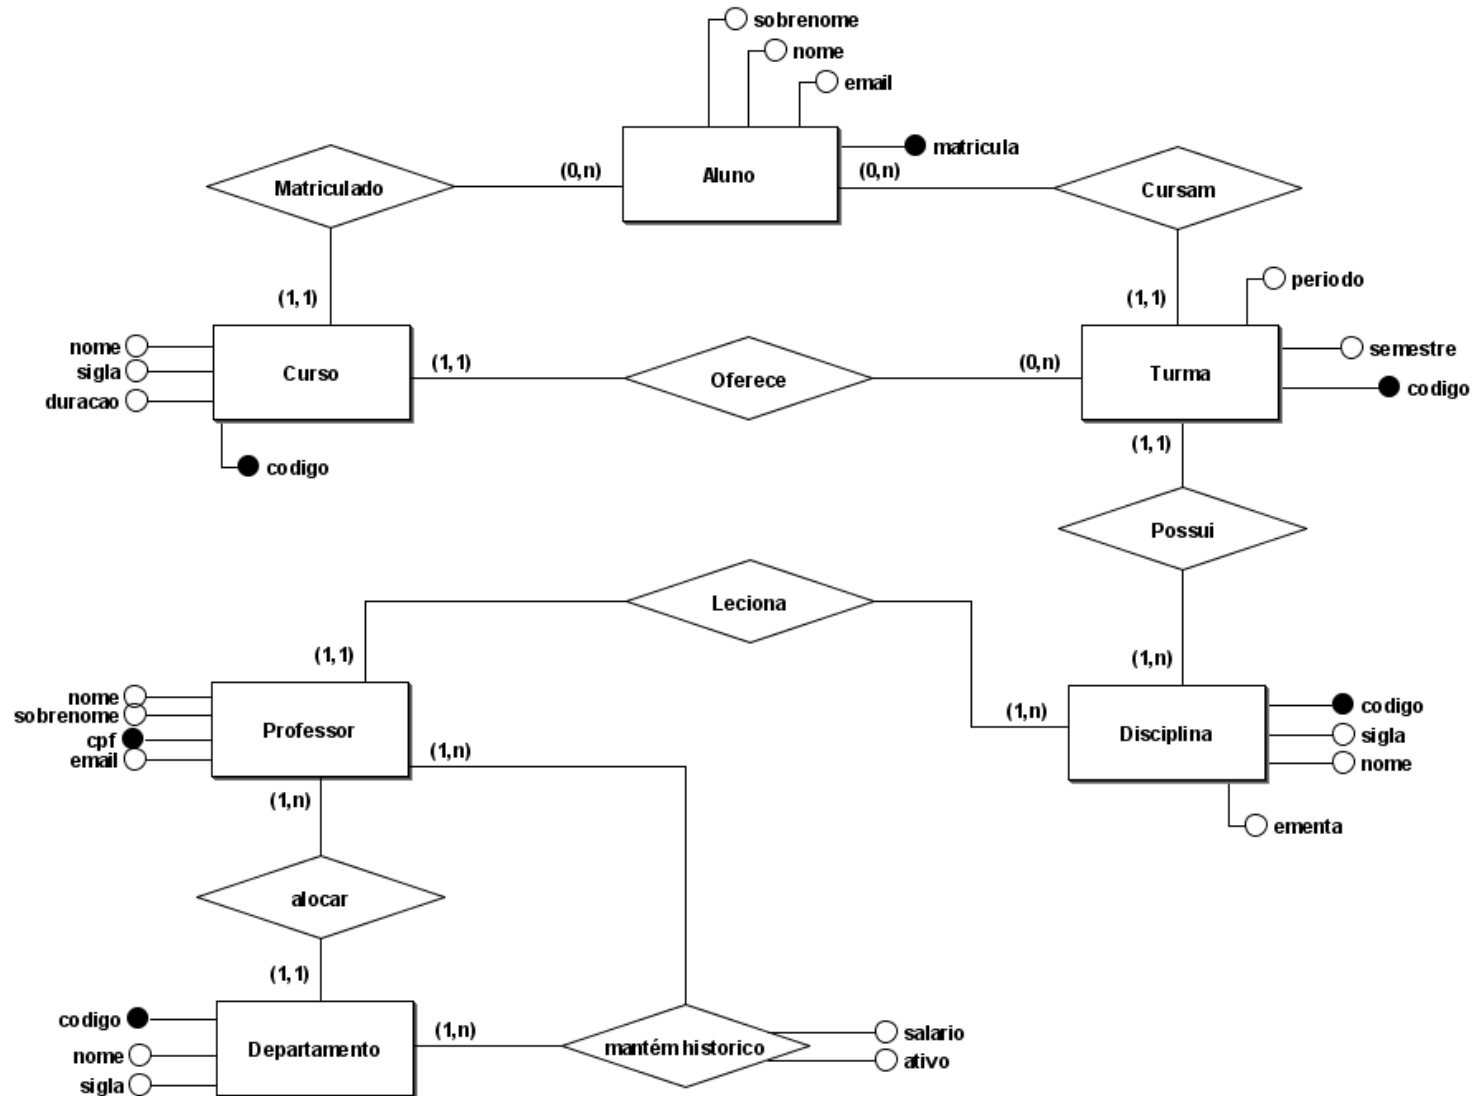 sobrenome
nome
email
matricula
(0,n)
Aluno
(0,n)
Matriculado
Cursam
(1,1)
(1,1)
periodo
nome
sigla
duracao
Curso
(1,1)
Oferece
(0,n)
Turma
semestre
codigo
codigo
(1,1)
Possui
Leciona
(1,1)
(1,n)
nome
sobrenome
cpf
email
Professor
(1,n)
(1,n)
Disciplina
codigo
sigla
nome
(1,n)
ementa
alocar
(1,1)
codigo
nome
sigla
Departamento
(1,n)
mantém historico
salario
ativo